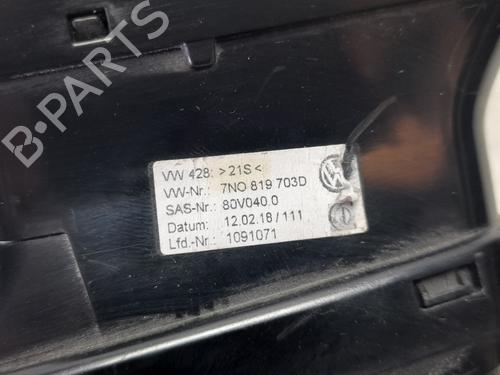 B-PARTS
VW 428: >21S<
VW-Nr.: 7N0 819 703D
SAS-Nr.: 80V040.0
Datum: 12.02.18 / 111
Lfd.-Nr.: 1091071